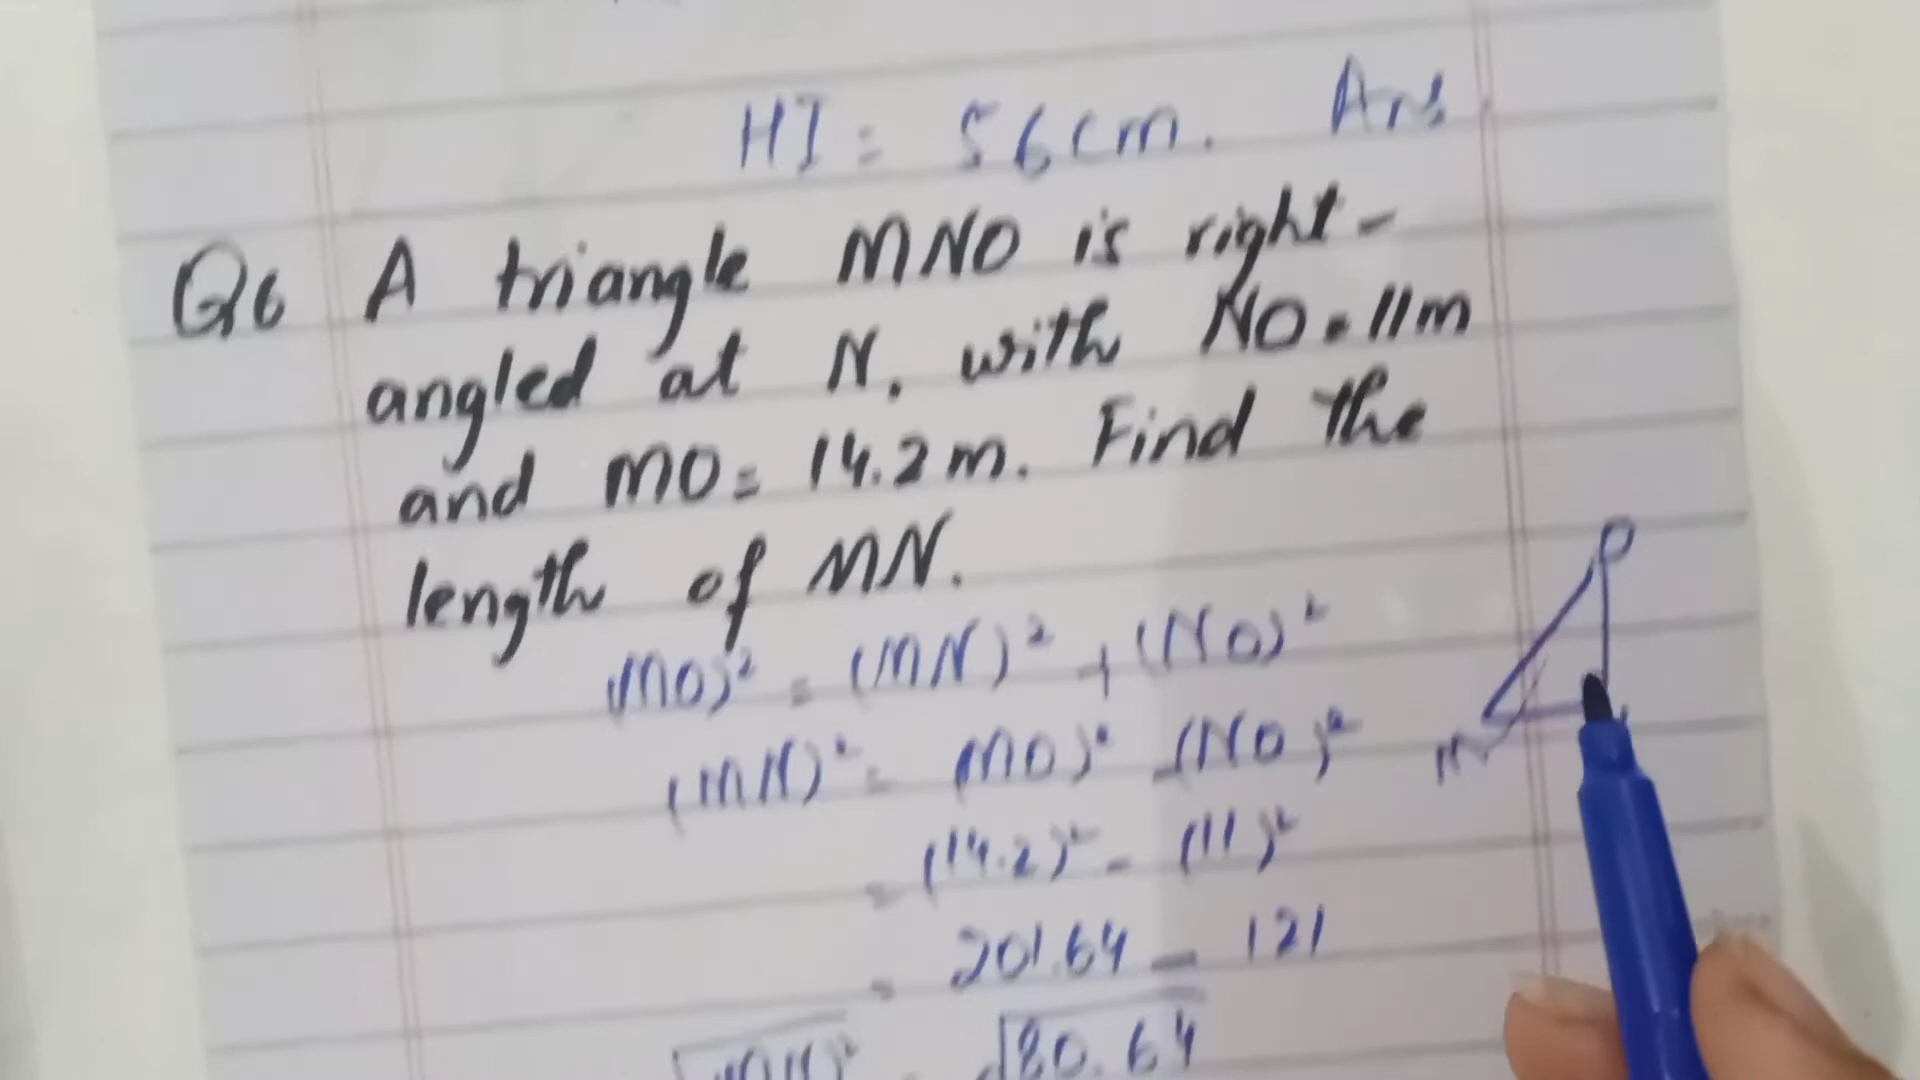 HI = 56cm. Ans
Q6 A triangle MNO is right-
angled at N. with NO = 11m
and MO = 14.2m. Find the
length of MN.
(MO)² = (MN)² + (NO)²
(MN)² = (MO)² - (NO)²
= (14.2)² - (11)²
= 201.64 - 121
√(MN)² = √80.64
O
M